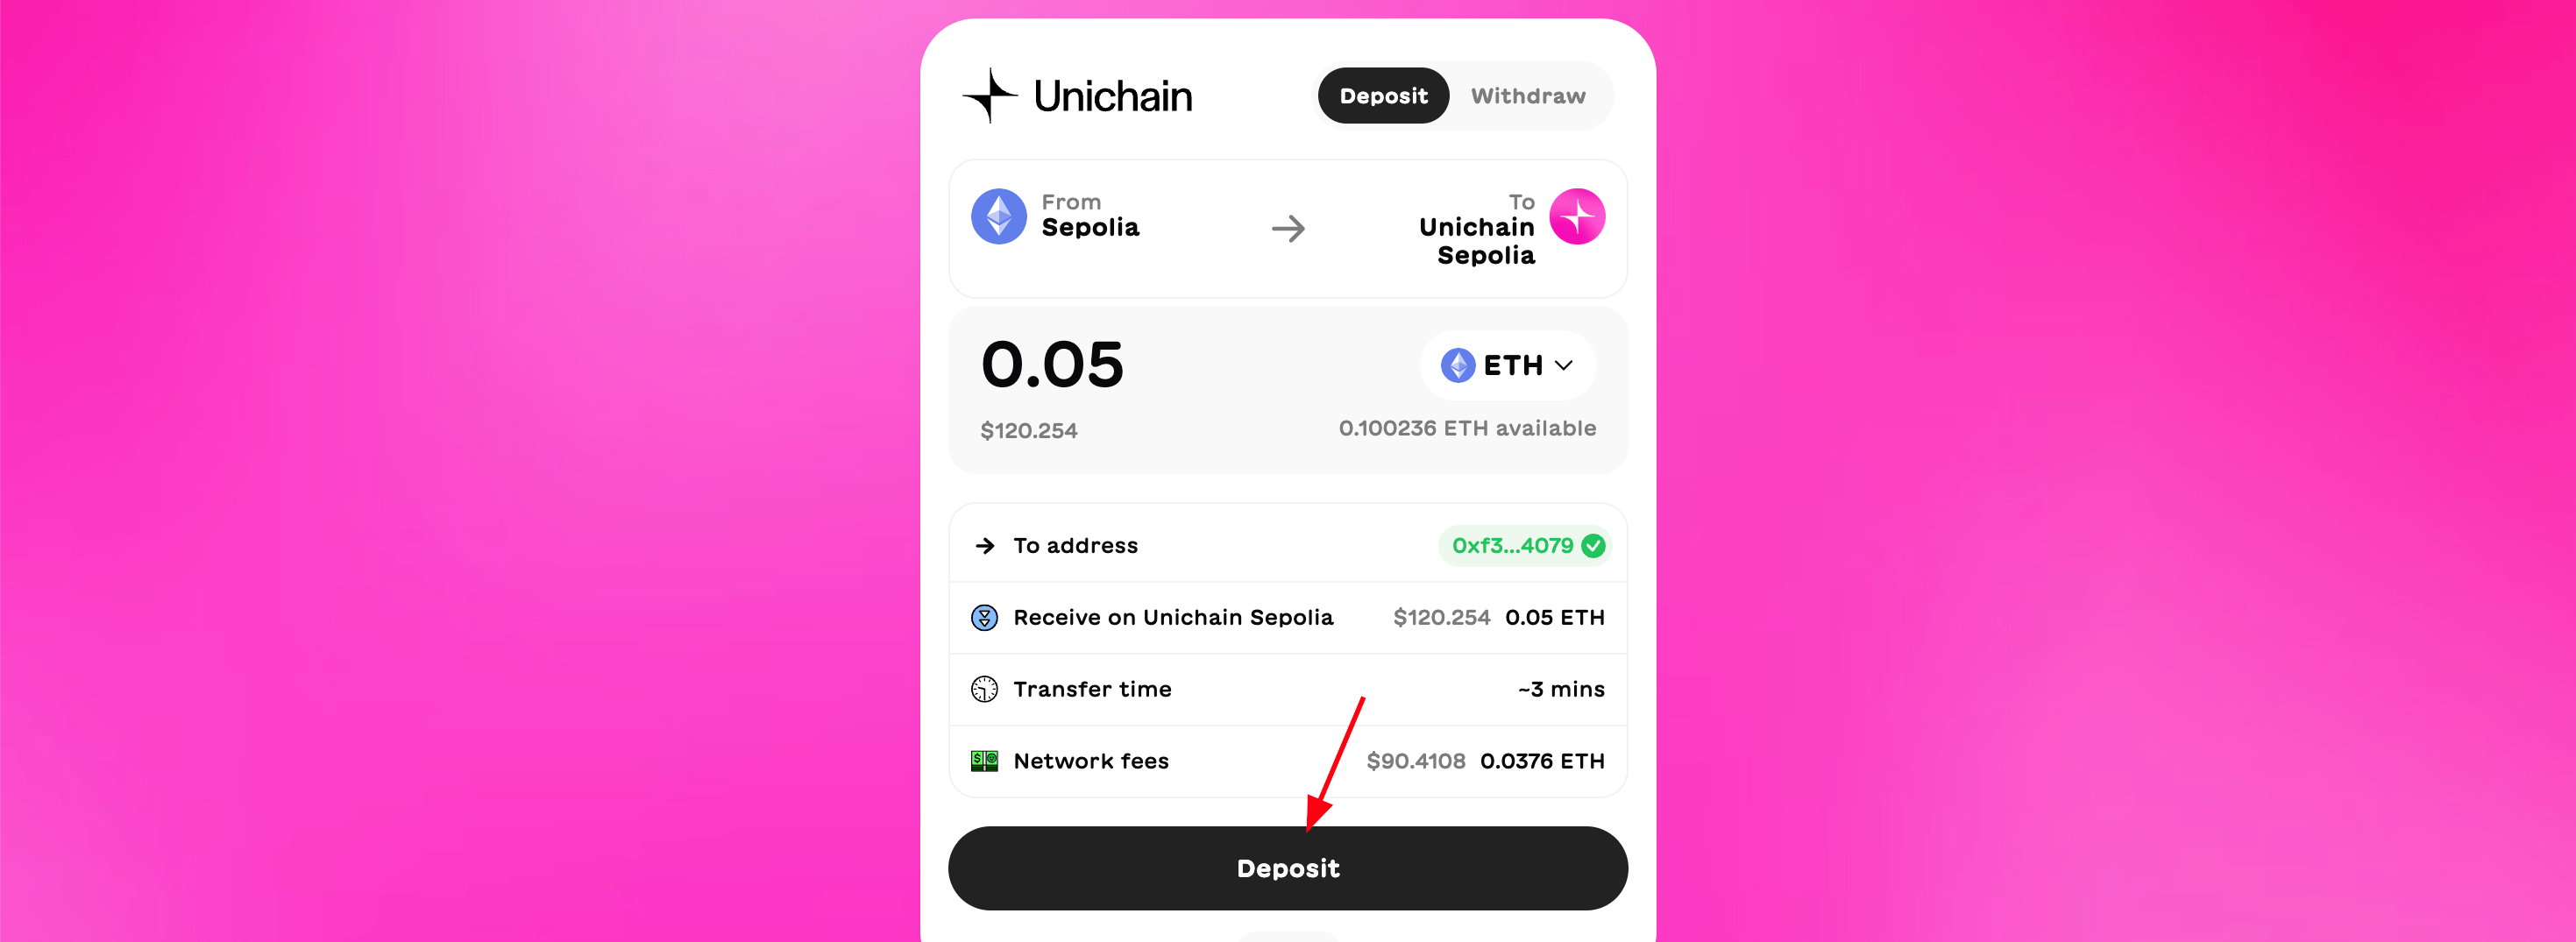 Unichain
Deposit Withdraw
From
Sepolia
To
Unichain
Sepolia
0.05
ETH
$120.254
0.100236 ETH available
To address 0xf3...4079
Receive on Unichain Sepolia $120.254 0.05 ETH
Transfer time ~3 mins
Network fees $90.4108 0.0376 ETH
Deposit